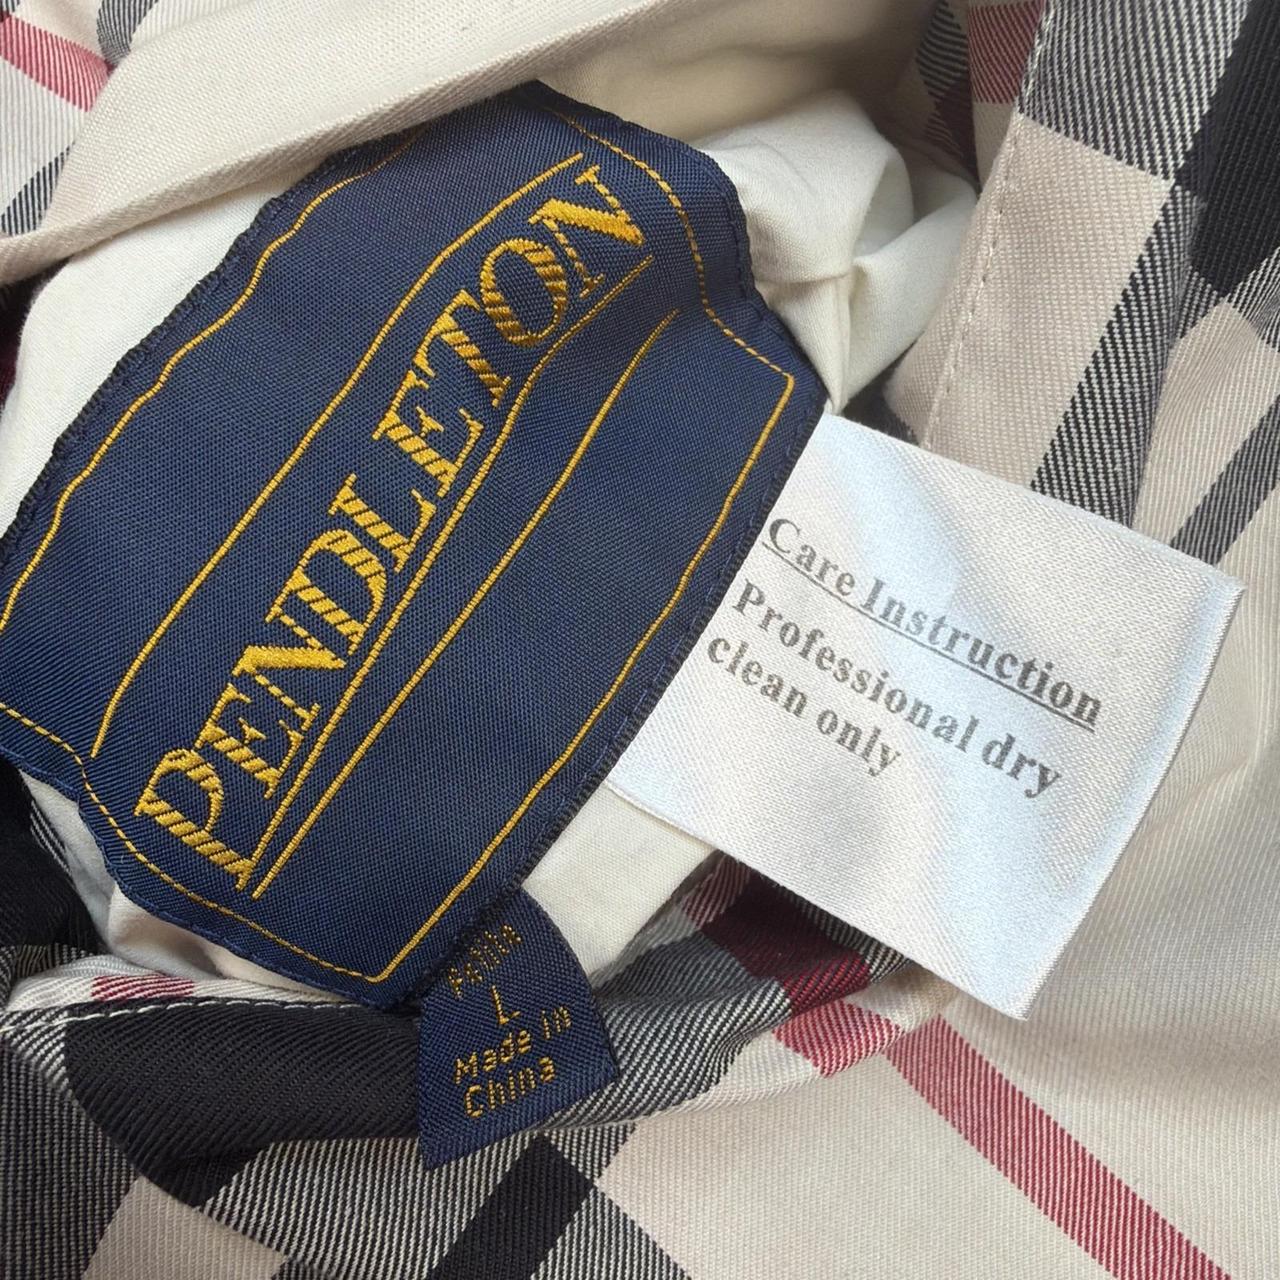 PENDLETON
Care Instruction
Professional dry
clean only
Petite
L
Made in
China